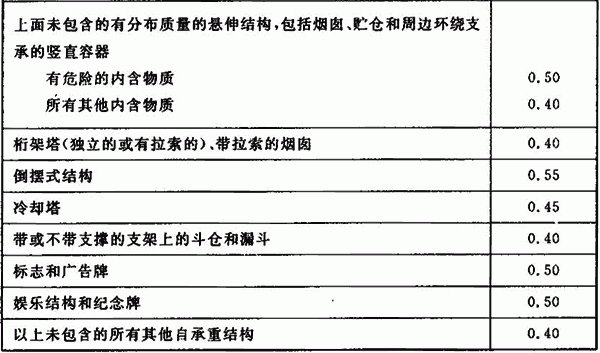 上面未包含的有分布质量的悬伸结构,包括烟囱、贮仓和周边环绕支
承的竖直容器
有危险的内含物质 0.50
所有其他内含物质 0.40
桁架塔(独立的或有拉索的)、带拉索的烟囱 0.40
倒摆式结构 0.55
冷却塔 0.45
带或不带支撑的支架上的斗仓和漏斗 0.40
标志和广告牌 0.50
娱乐结构和纪念牌 0.50
以上未包含的所有其他自承重结构 0.40